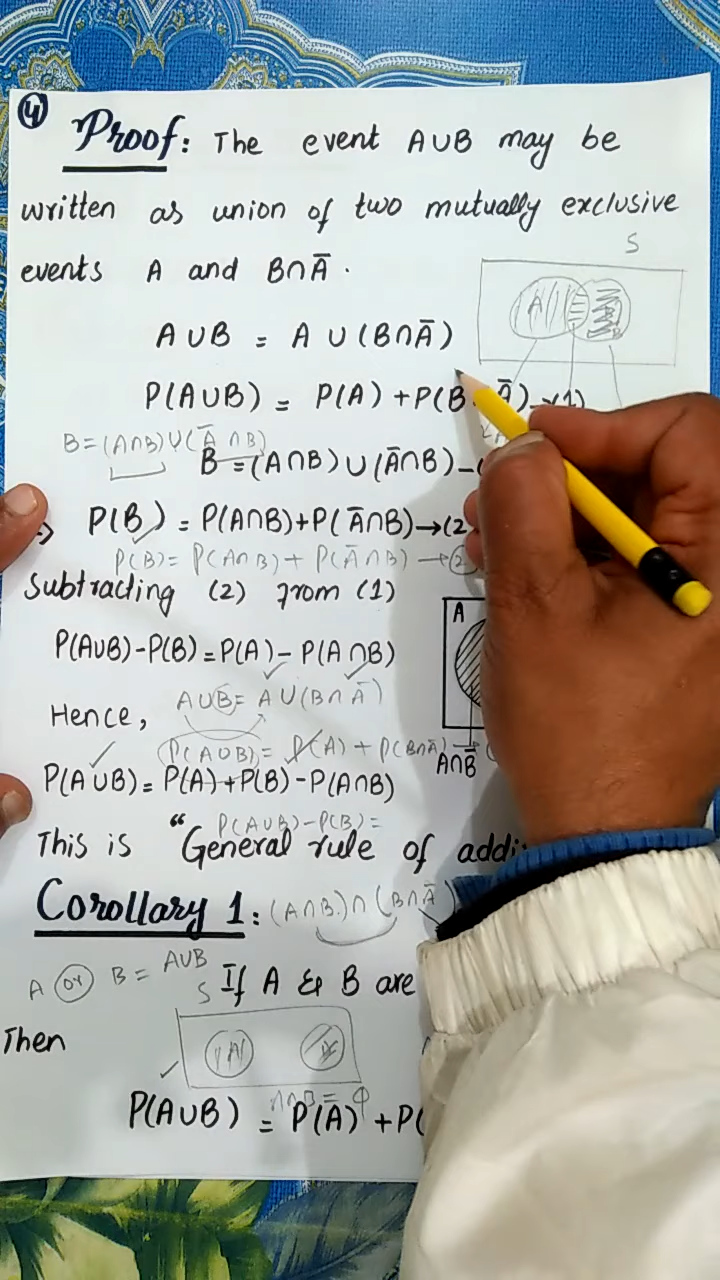 4
Proof: The event A∪B may be
written as union of two mutually exclusive
events A and B∩Ā.
S
A
A∪B = A∪(B∩Ā)
P(A∪B) = P(A)+P(B Ā)→(1)
B=(A∩B)∪(Ā∩B)
B=(A∩B)∪(Ā∩B)–
P(B) = P(A∩B)+P(Ā∩B)→(2
P(B)= P(A∩B)+ P(Ā∩B)→2
subtracting (2) from (1)
A
P(A∪B)-P(B)=P(A)-P(A∩B)
A∪B= A∪(B∩Ā)
Hence,
P(A∪B)= P(A) + P(B∩Ā)
A∩B̄
P(A∪B)=P(A)+P(B)-P(A∩B)
P(A∪B)-P(B)=
This is "General rule of addi
Corollary 1: (A∩B)∩(B∩Ā)
A or B = A∪B
S If A & B are
Then
A
P(A∪B) = P(A) +P(